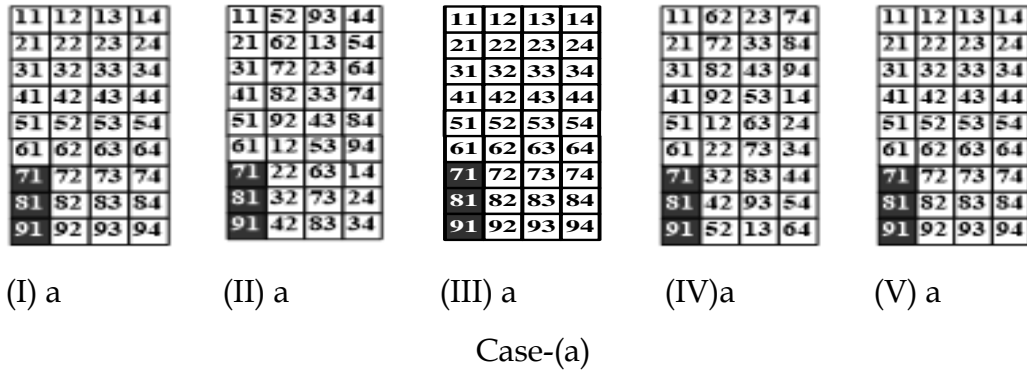 11 12 13 14 11 52 93 44 11 12 13 14 11 62 23 74 11 12 13 14
21 22 23 24 21 62 13 54 21 22 23 24 21 72 33 84 21 22 23 24
31 32 33 34 31 72 23 64 31 32 33 34 31 82 43 94 31 32 33 34
41 42 43 44 41 82 33 74 41 42 43 44 41 92 53 14 41 42 43 44
51 52 53 54 51 92 43 84 51 52 53 54 51 12 63 24 51 52 53 54
61 62 63 64 61 12 53 94 61 62 63 64 61 22 73 34 61 62 63 64
71 72 73 74 71 22 63 14 71 72 73 74 71 32 83 44 71 72 73 74
81 82 83 84 81 32 73 24 81 82 83 84 81 42 93 54 81 82 83 84
91 92 93 94 91 42 83 34 91 92 93 94 91 52 13 64 91 92 93 94
(I) a (II) a (III) a (IV)a (V) a
Case-(a)